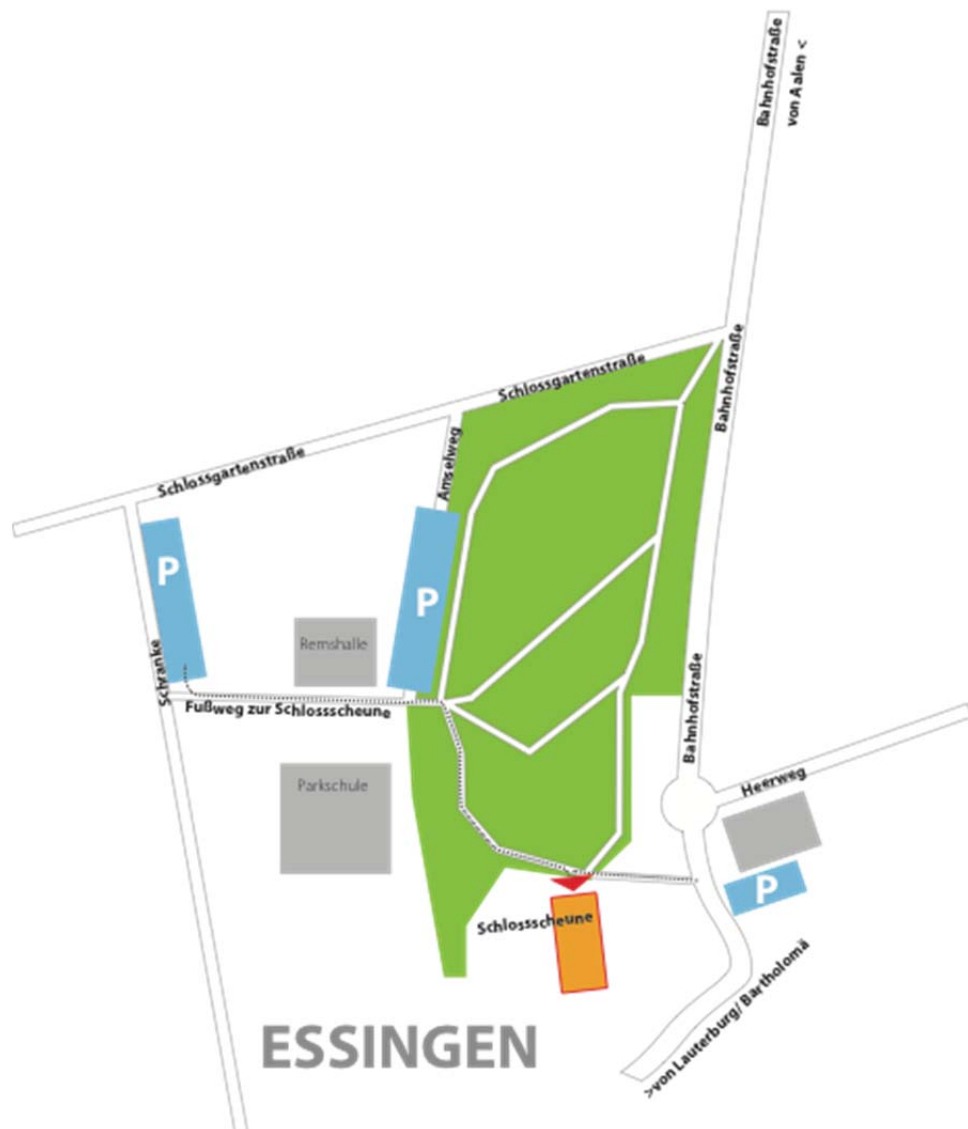 Bahnhofstraße
von Aalen <
Bahnhofstraße
Schlossgartenstraße
Schlossgartenstraße
Amselweg
P
P
Remshalle
Schranke
Fußweg zur Schlossscheune
Bahnhofstraße
Parkschule
Heerweg
P
Schlossscheune
>von Lauterburg/ Bartholomä
ESSINGEN